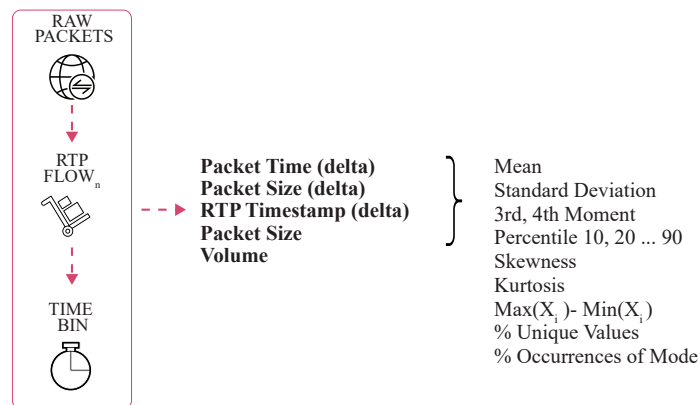 RAW
PACKETS
RTP
FLOWn
TIME
BIN
Packet Time (delta)
Packet Size (delta)
RTP Timestamp (delta)
Packet Size
Volume
Mean
Standard Deviation
3rd, 4th Moment
Percentile 10, 20 ... 90
Skewness
Kurtosis
Max(Xi )- Min(Xi )
% Unique Values
% Occurrences of Mode